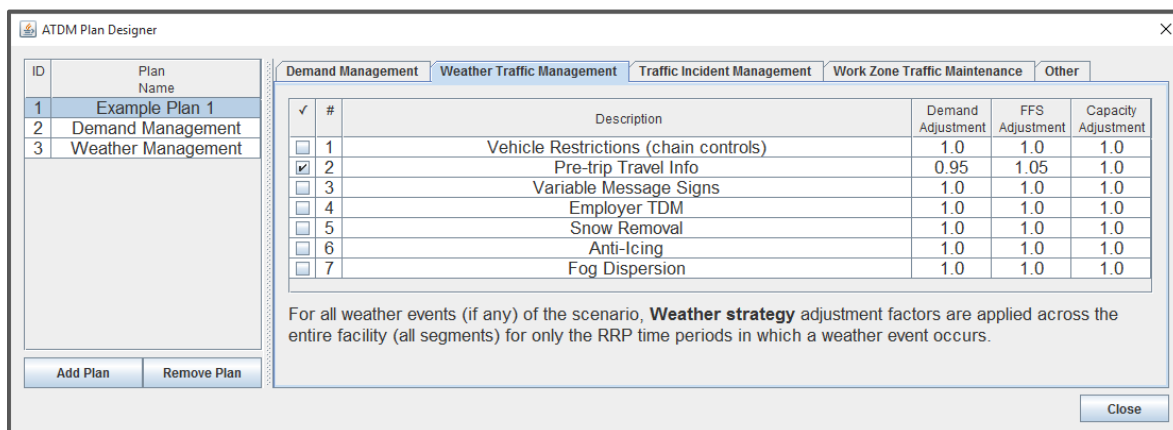 ATDM Plan Designer
ID Plan Name
1 Example Plan 1
2 Demand Management
3 Weather Management
Add Plan Remove Plan
Demand Management Weather Traffic Management Traffic Incident Management Work Zone Traffic Maintenance Other
✓ # Description Demand Adjustment FFS Adjustment Capacity Adjustment
1 Vehicle Restrictions (chain controls) 1.0 1.0 1.0
2 Pre-trip Travel Info 0.95 1.05 1.0
3 Variable Message Signs 1.0 1.0 1.0
4 Employer TDM 1.0 1.0 1.0
5 Snow Removal 1.0 1.0 1.0
6 Anti-Icing 1.0 1.0 1.0
7 Fog Dispersion 1.0 1.0 1.0
For all weather events (if any) of the scenario, Weather strategy adjustment factors are applied across the
entire facility (all segments) for only the RRP time periods in which a weather event occurs.
Close